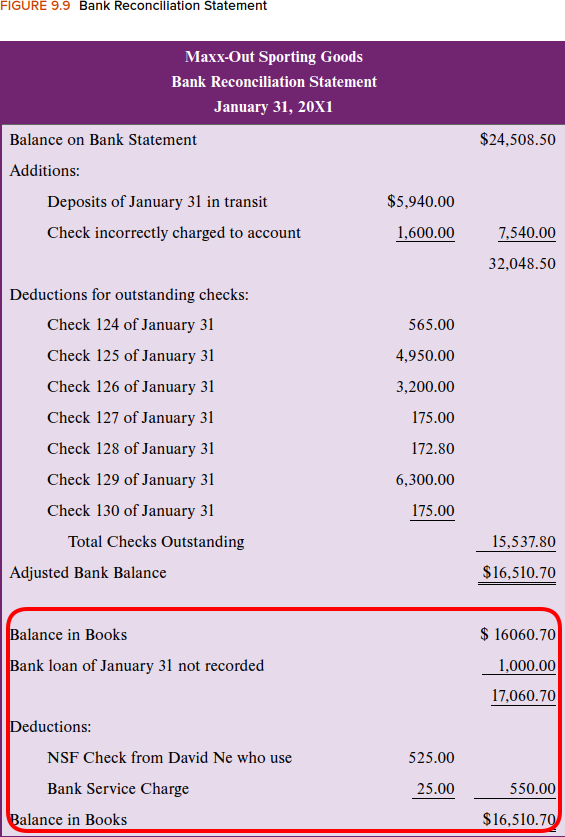 FIGURE 9.9 Bank Reconciliation Statement
Maxx-Out Sporting Goods
Bank Reconciliation Statement
January 31, 20X1
Balance on Bank Statement $24,508.50
Additions:
Deposits of January 31 in transit $5,940.00
Check incorrectly charged to account 1,600.00 7,540.00
32,048.50
Deductions for outstanding checks:
Check 124 of January 31 565.00
Check 125 of January 31 4,950.00
Check 126 of January 31 3,200.00
Check 127 of January 31 175.00
Check 128 of January 31 172.80
Check 129 of January 31 6,300.00
Check 130 of January 31 175.00
Total Checks Outstanding 15,537.80
Adjusted Bank Balance $16,510.70
Balance in Books $ 16060.70
Bank loan of January 31 not recorded 1,000.00
17,060.70
Deductions:
NSF Check from David Ne who use 525.00
Bank Service Charge 25.00 550.00
Balance in Books $16,510.70